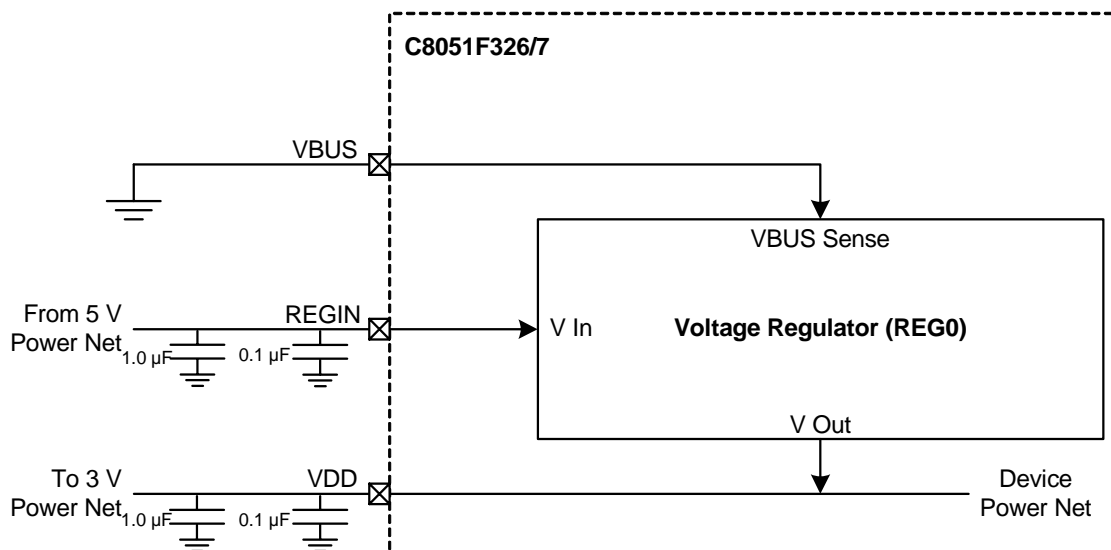 C8051F326/7
VBUS
VBUS Sense
From 5 V
Power Net
REGIN
1.0 µF
0.1 µF
V In
Voltage Regulator (REG0)
V Out
To 3 V
Power Net
VDD
1.0 µF
0.1 µF
Device
Power Net